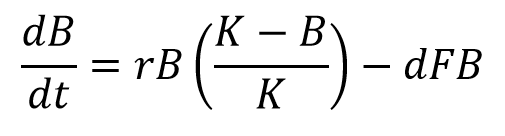 dB/dt = rB((K − B)/K) − dFB